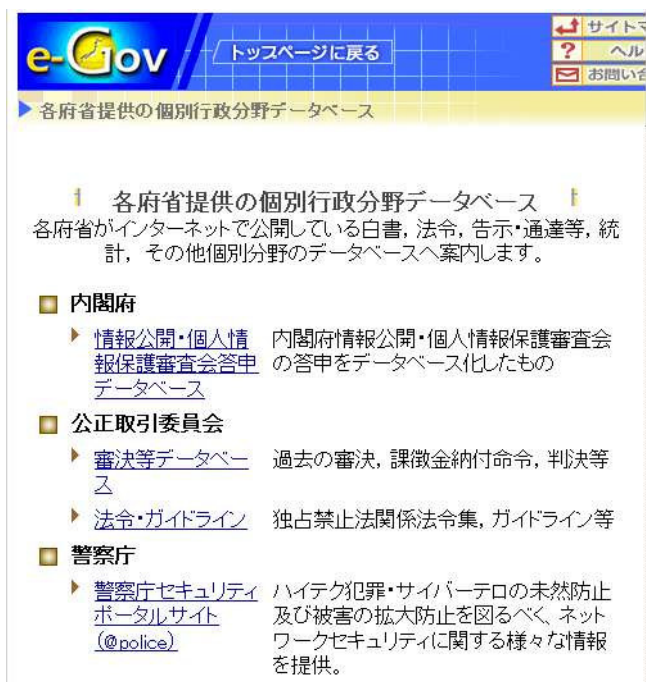 e-Gov
トップページに戻る
サイトマ
? ヘル
お問い合
各府省提供の個別行政分野データベース
各府省提供の個別行政分野データベース
各府省がインターネットで公開している白書, 法令, 告示・通達等, 統
計, その他個別分野のデータベースへ案内します。
内閣府
情報公開・個人情 内閣府情報公開・個人情報保護審査会
報保護審査会答申 の答申をデータベース化したもの
データベース
公正取引委員会
審決等データベー 過去の審決, 課徴金納付命令, 判決等
ス
法令・ガイドライン 独占禁止法関係法令集, ガイドライン等
警察庁
警察庁セキュリティ ハイテク犯罪・サイバーテロの未然防止
ポータルサイト 及び被害の拡大防止を図るべく、ネット
(@police) ワークセキュリティに関する様々な情報
を提供。